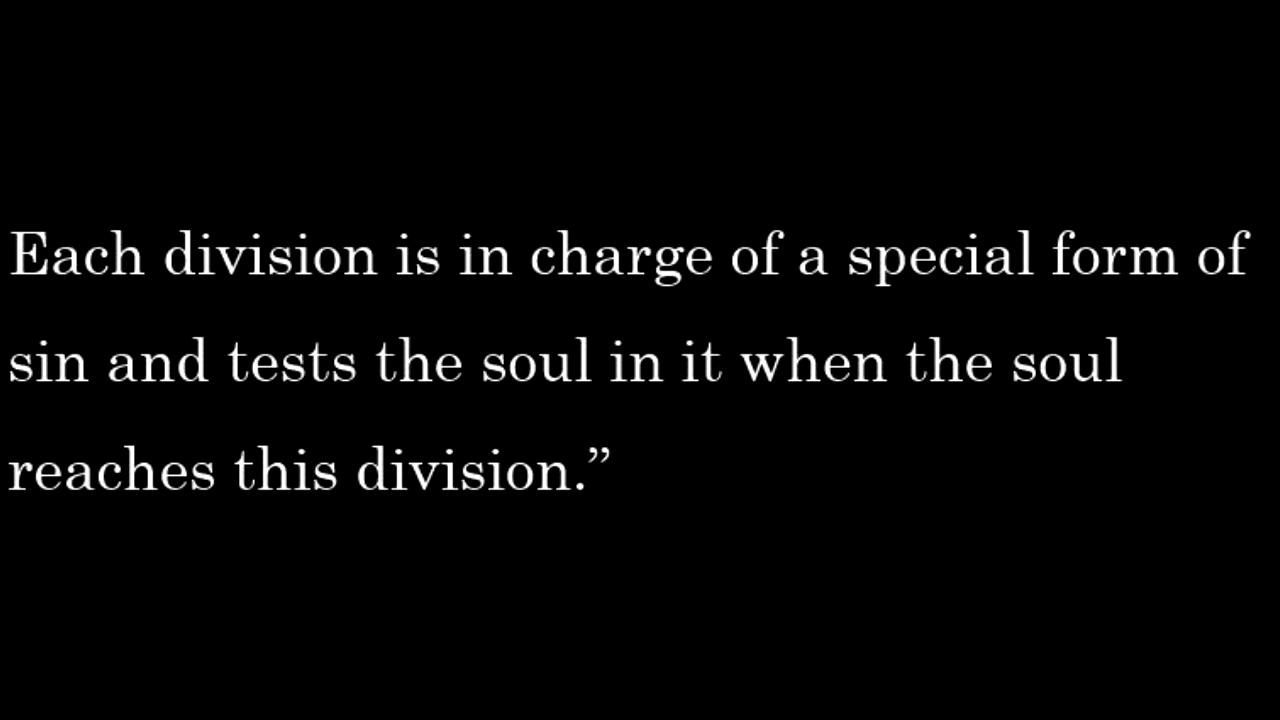 Each division is in charge of a special form of
sin and tests the soul in it when the soul
reaches this division.”